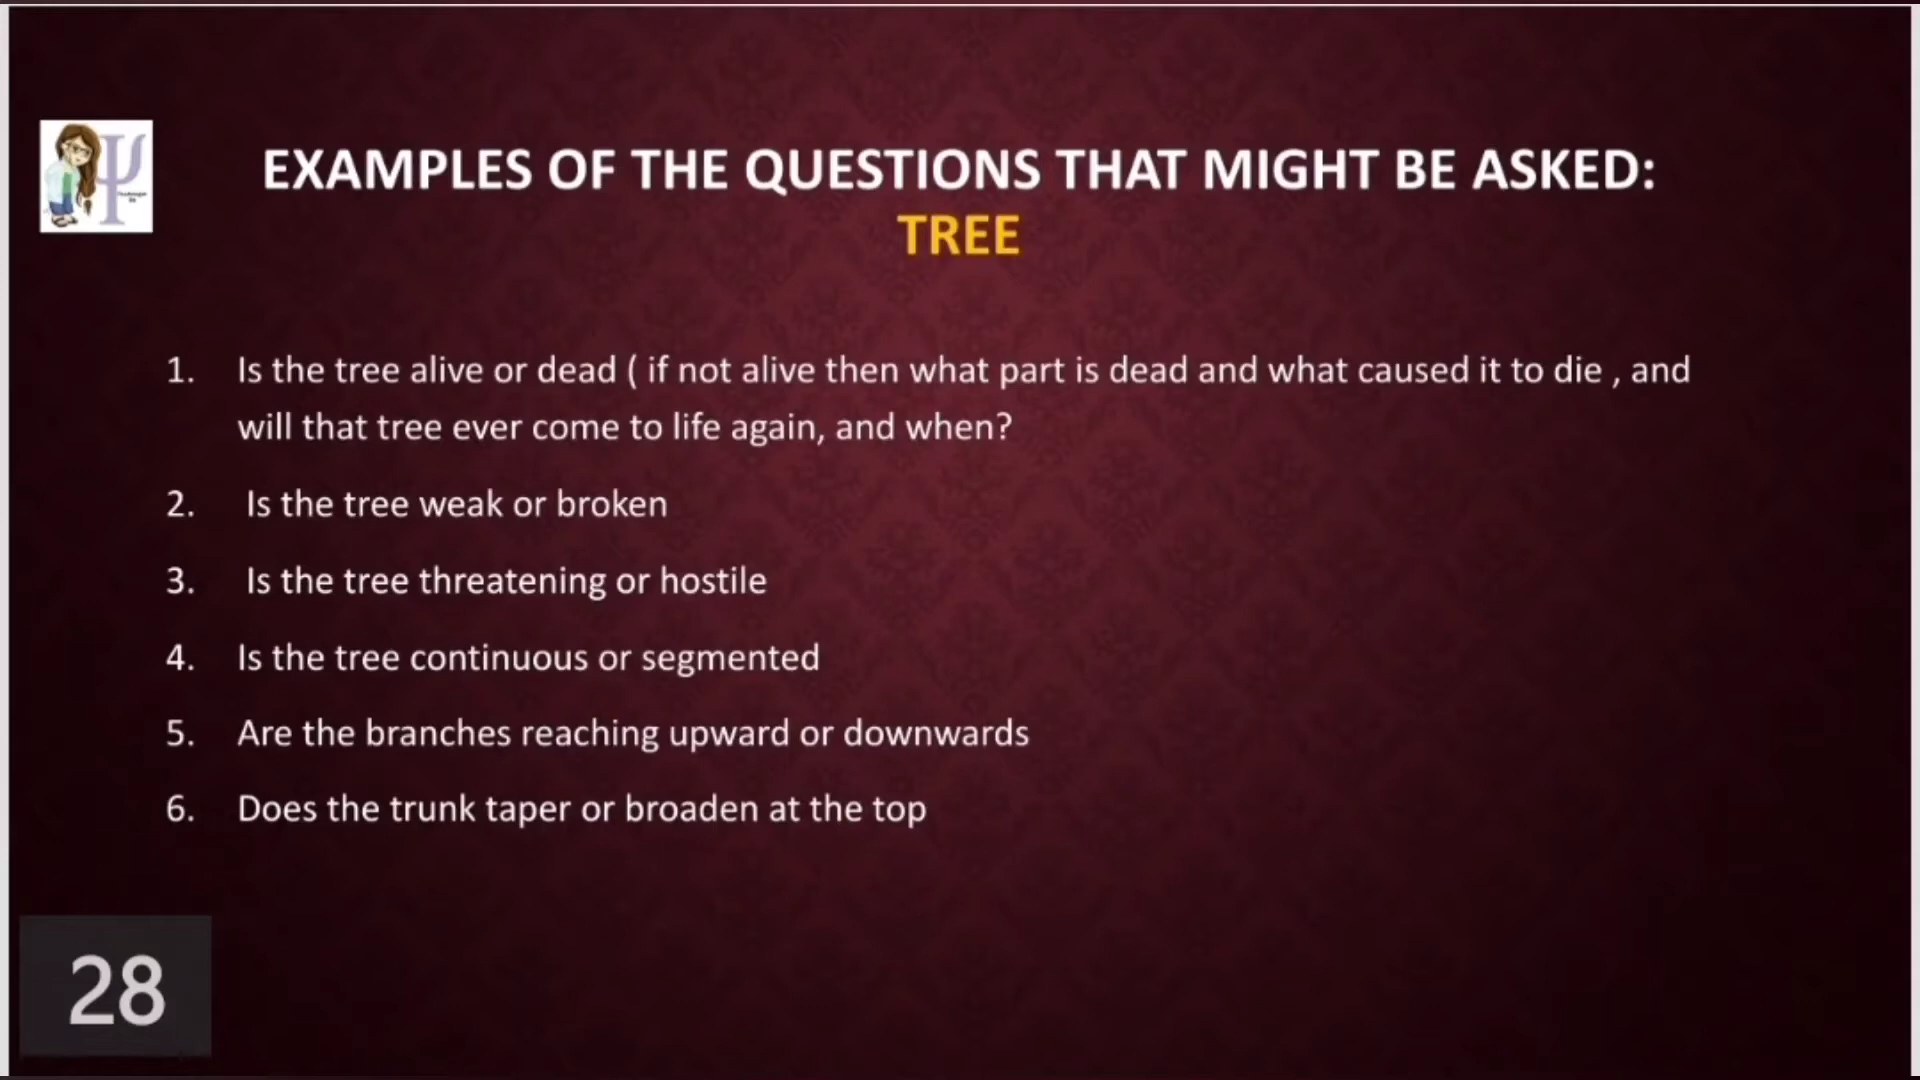 EXAMPLES OF THE QUESTIONS THAT MIGHT BE ASKED:
TREE
1. Is the tree alive or dead ( if not alive then what part is dead and what caused it to die , and
will that tree ever come to life again, and when?
2. Is the tree weak or broken
3. Is the tree threatening or hostile
4. Is the tree continuous or segmented
5. Are the branches reaching upward or downwards
6. Does the trunk taper or broaden at the top
28